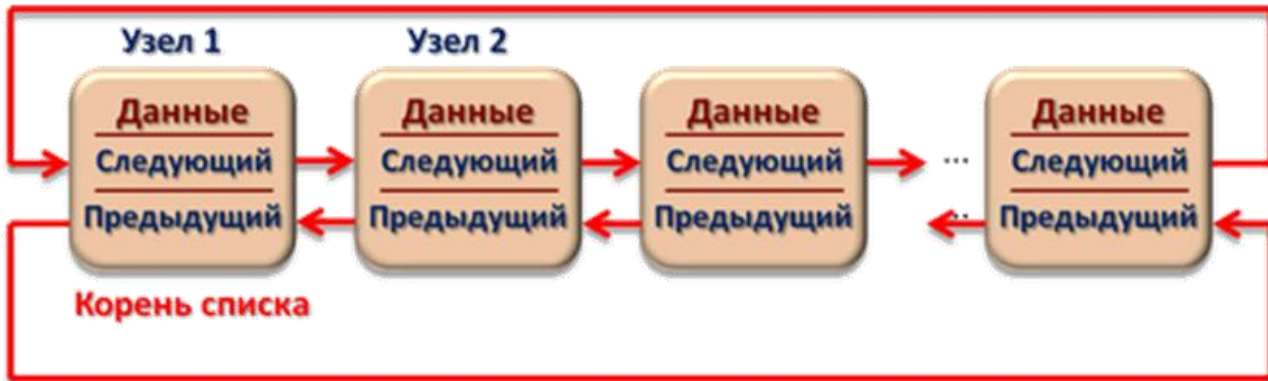 Узел 1 Узел 2
Данные Данные Данные Данные
Следующий Следующий Следующий ... Следующий
Предыдущий Предыдущий Предыдущий ... Предыдущий
Корень списка